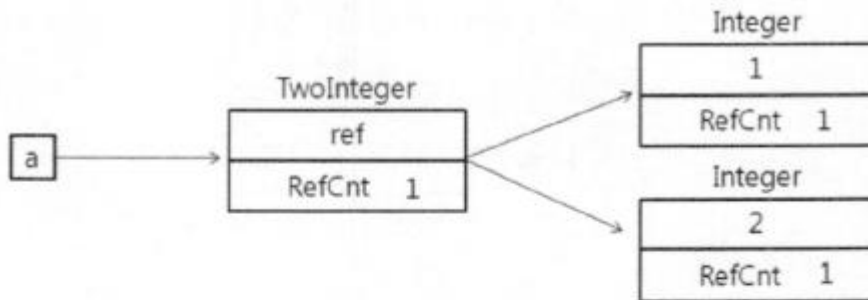 a
TwoInteger
ref
RefCnt 1
Integer
1
RefCnt 1
Integer
2
RefCnt 1